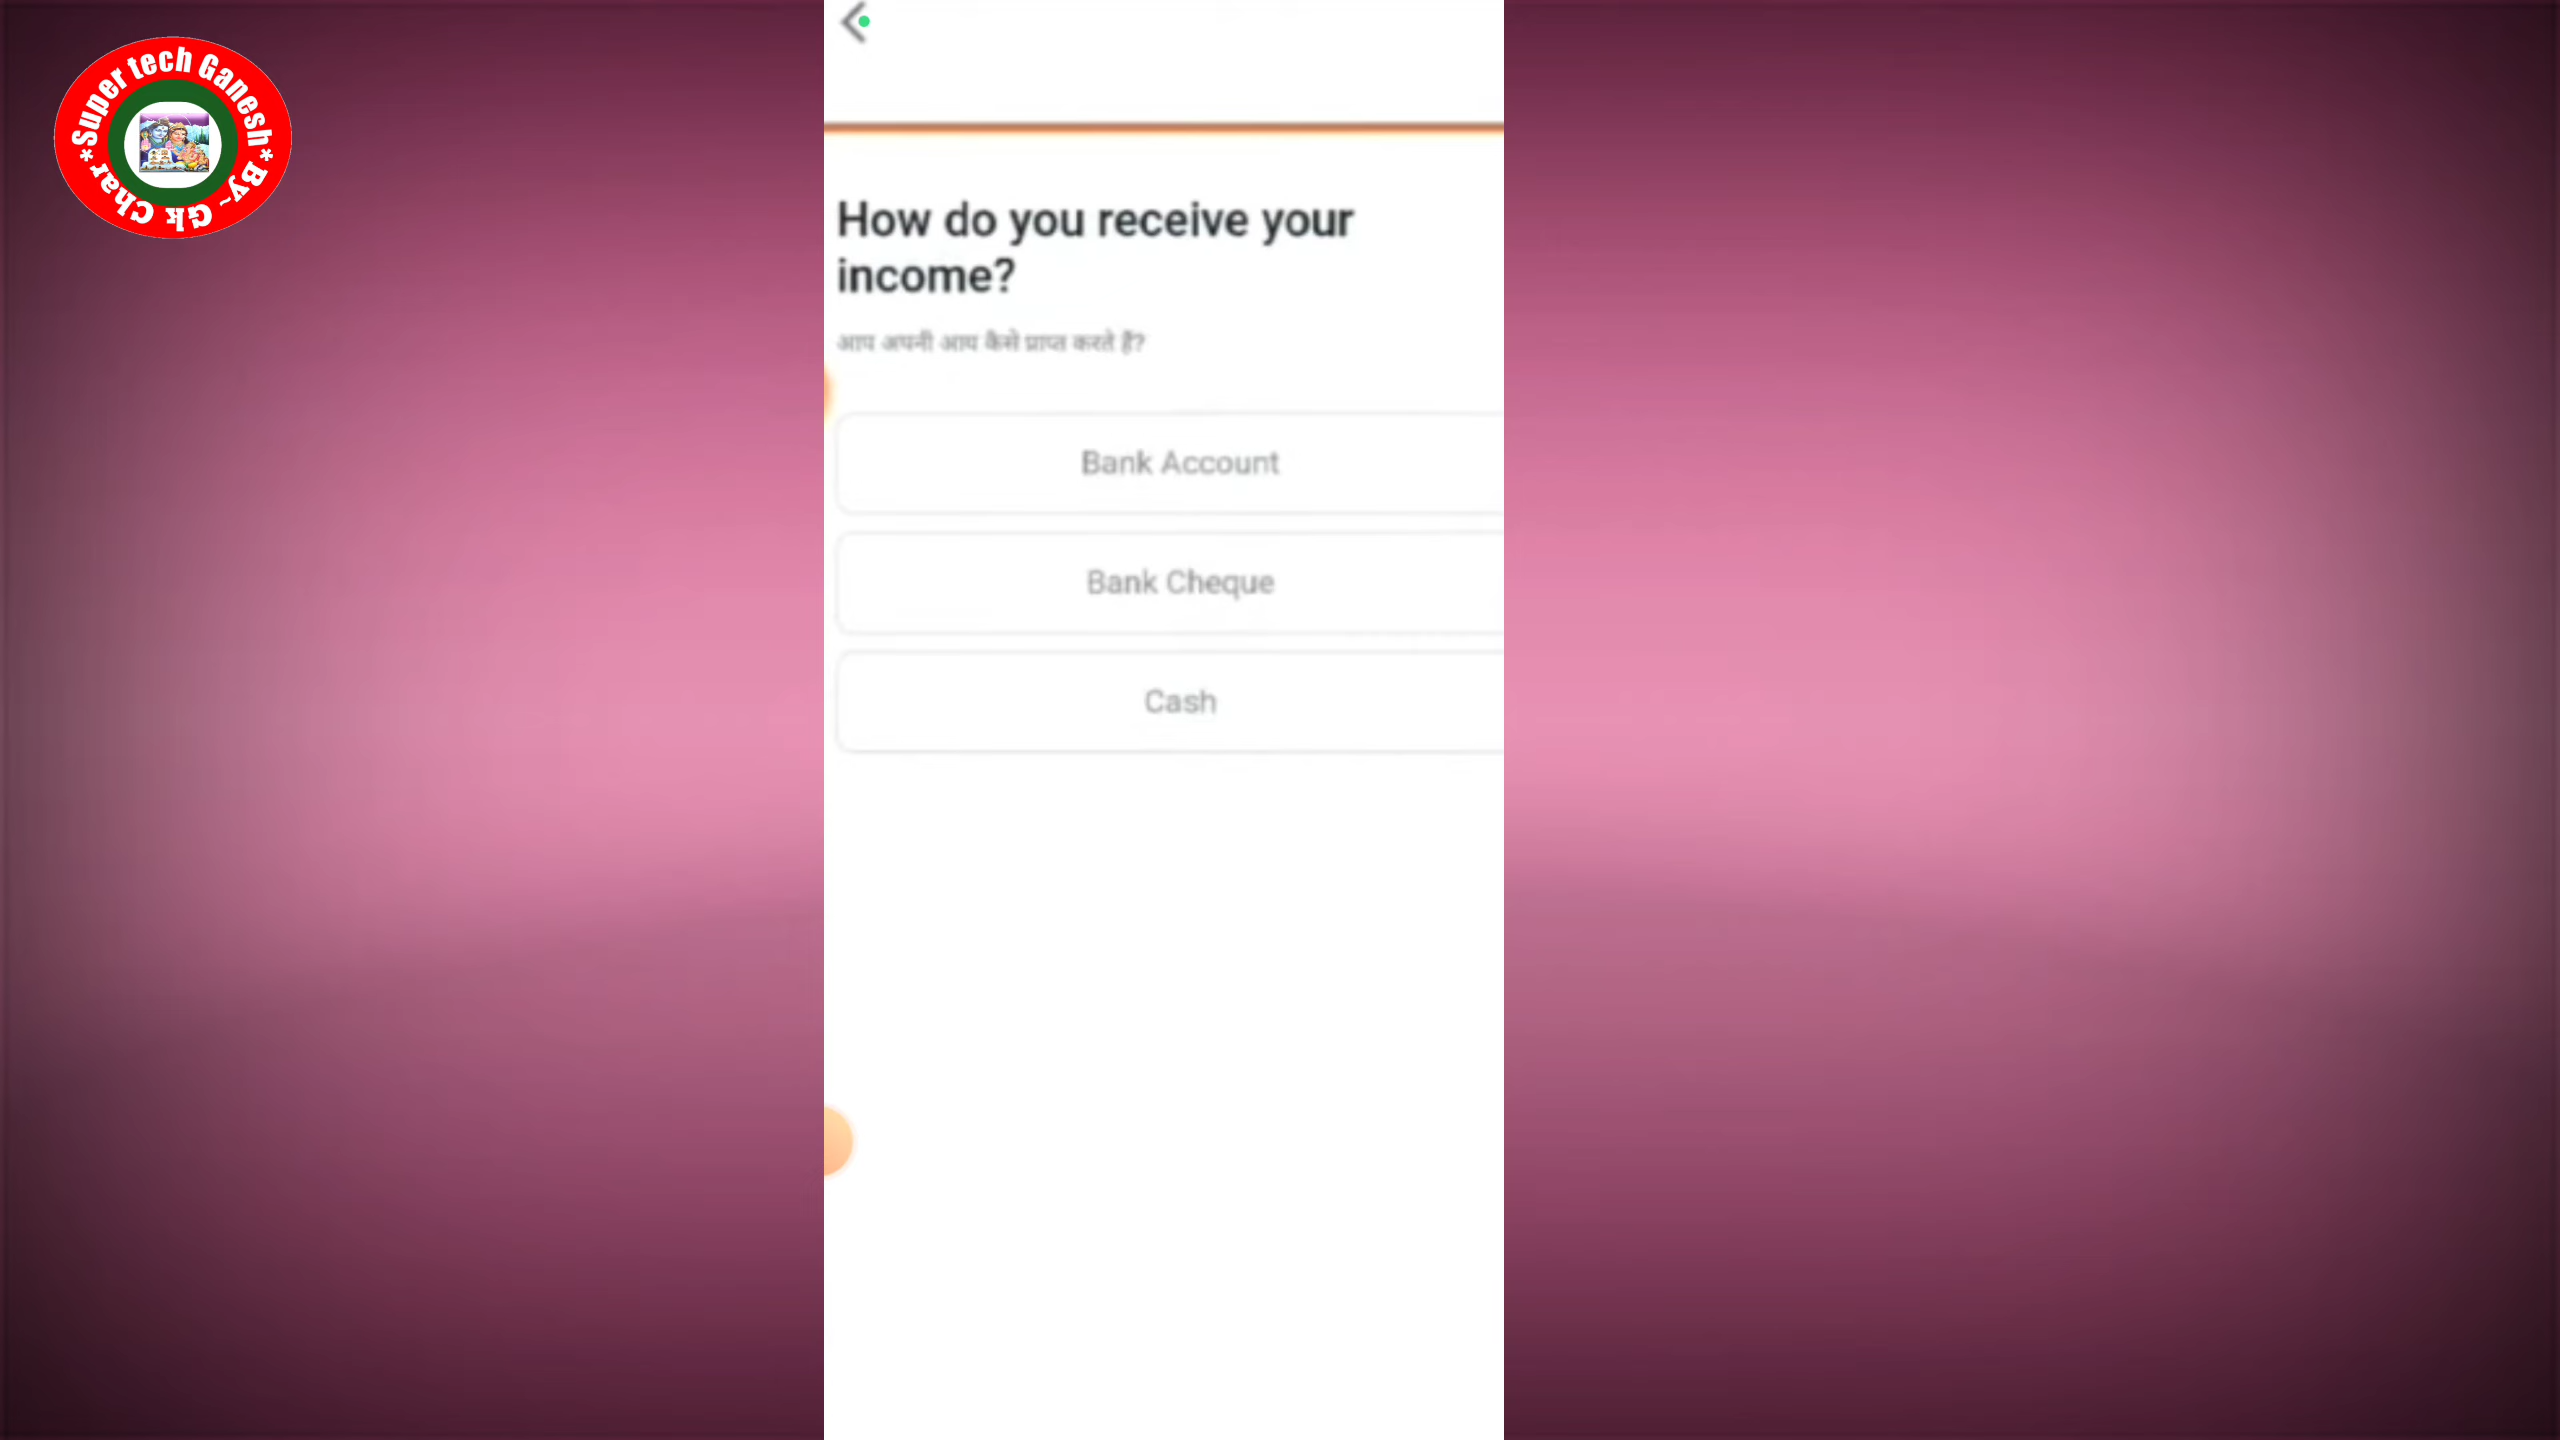 *Super tech Ganesh*
By~ Gk Char
How do you receive your
income?
आप अपनी आय कैसे प्राप्त करते हैं?
Bank Account
Bank Cheque
Cash